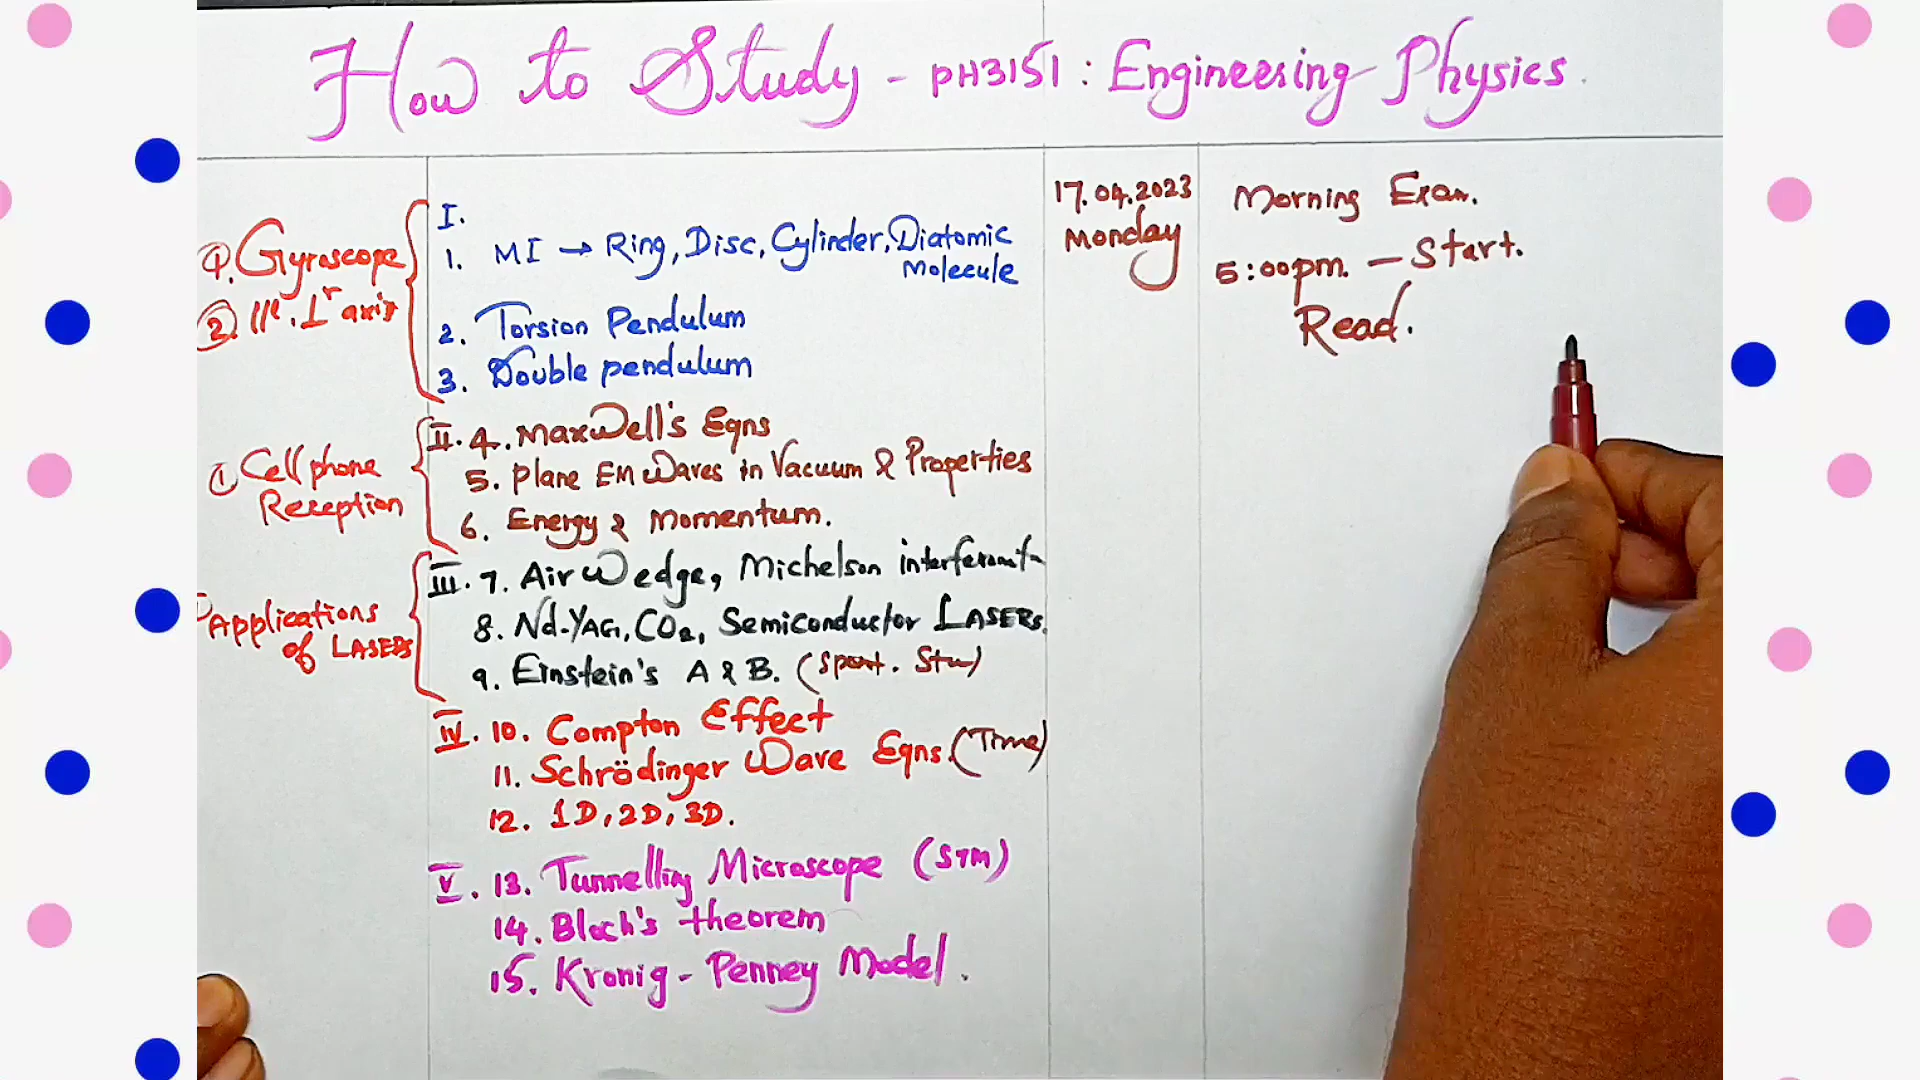 How to Study - PH3151 : Engineering Physics.
①. Gyroscope
②. 11ˡ, ⊥ʳ axis
I.
1. MI → Ring, Disc, Cylinder, Diatomic
Molecule
2. Torsion Pendulum
3. Double pendulum
① Cell phone
Reception
II. 4. Maxwell's Eqns
5. Plane EM Waves in Vacuum & Properties
6. Energy & Momentum.
Applications
of LASERs
III. 7. Air Wedge, Michelson
8. Nd-YAG, CO₂, Semiconductor LASERs.
9. Einstein's A & B. (Spont. Stm)
IV. 10. Compton Effect
11. Schrödinger Wave Eqns. (Time)
12. 1D, 2D, 3D.
V. 13. Tunnelling Microscope (STM)
14. Bloch's theorem
15. Kronig - Penney Model.
17.04.2023
Monday
Morning Exam.
5:00pm. — Start.
Read.